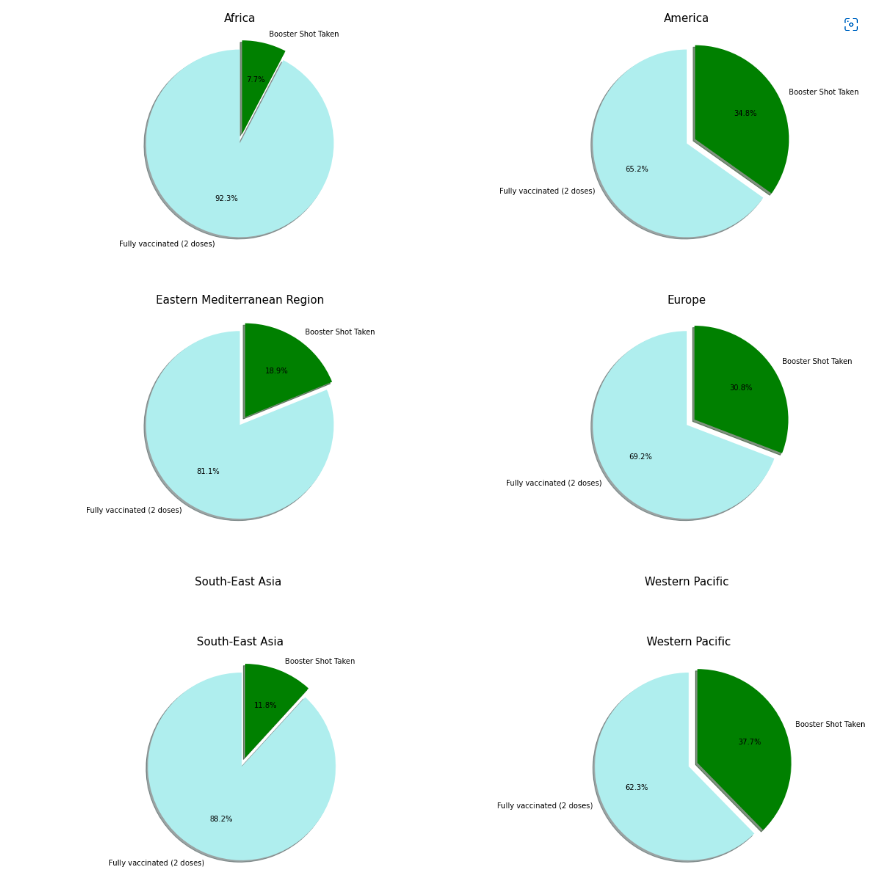 Africa
Booster Shot Taken
7.7%
92.3%
Fully vaccinated (2 doses)
America
Booster Shot Taken
34.8%
65.2%
Fully vaccinated (2 doses)
Eastern Mediterranean Region
Booster Shot Taken
18.9%
81.1%
Fully vaccinated (2 doses)
Europe
Booster Shot Taken
30.8%
69.2%
Fully vaccinated (2 doses)
South-East Asia
Western Pacific
South-East Asia
Booster Shot Taken
11.8%
88.2%
Fully vaccinated (2 doses)
Western Pacific
Booster Shot Taken
37.7%
62.3%
Fully vaccinated (2 doses)